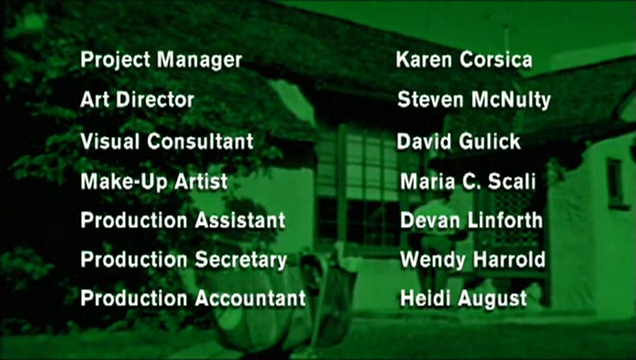 Project Manager Karen Corsica
Art Director Steven McNulty
Visual Consultant David Gulick
Make-Up Artist Maria C. Scali
Production Assistant Devan Linforth
Production Secretary Wendy Harrold
Production Accountant Heidi August